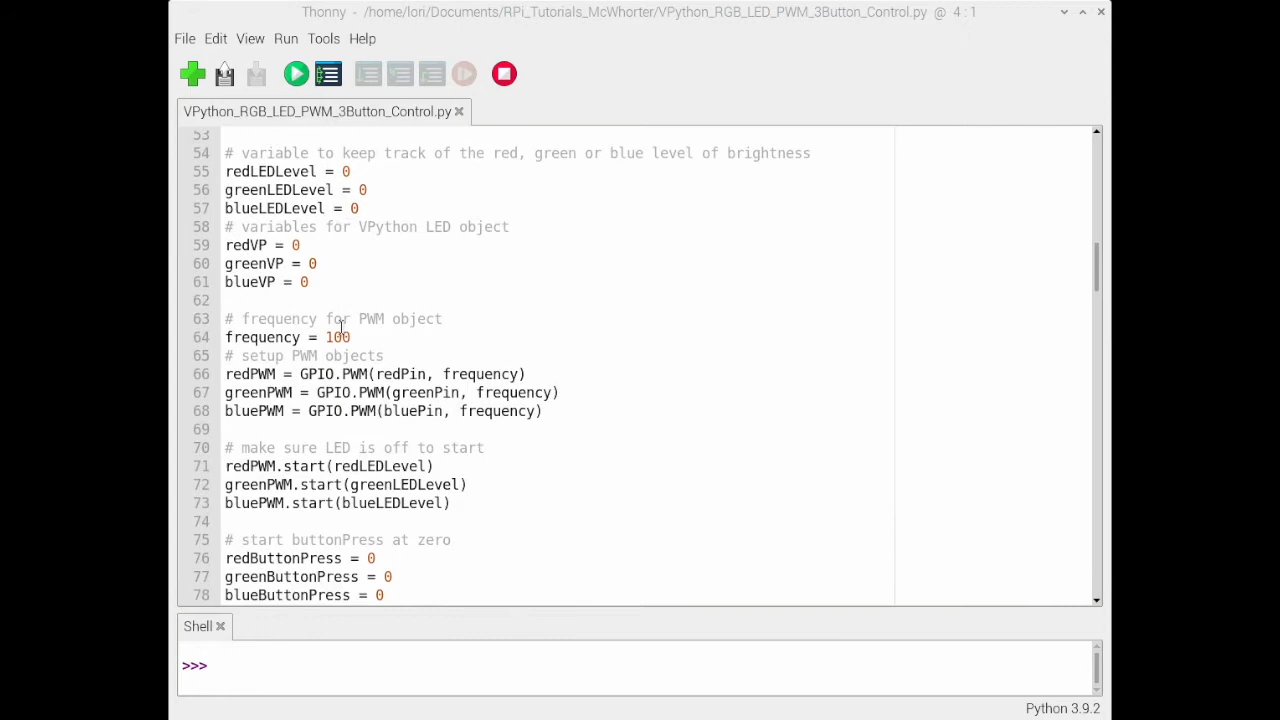 Thonny - /home/lori/Documents/RPi_Tutorials_McWhorter/VPython_RGB_LED_PWM_3Button_Control.py @ 4 : 1
File Edit View Run Tools Help
VPython_RGB_LED_PWM_3Button_Control.py
53
54 # variable to keep track of the red, green or blue level of brightness
55 redLEDLevel = 0
56 greenLEDLevel = 0
57 blueLEDLevel = 0
58 # variables for VPython LED object
59 redVP = 0
60 greenVP = 0
61 blueVP = 0
62
63 # frequency for PWM object
64 frequency = 100
65 # setup PWM objects
66 redPWM = GPIO.PWM(redPin, frequency)
67 greenPWM = GPIO.PWM(greenPin, frequency)
68 bluePWM = GPIO.PWM(bluePin, frequency)
69
70 # make sure LED is off to start
71 redPWM.start(redLEDLevel)
72 greenPWM.start(greenLEDLevel)
73 bluePWM.start(blueLEDLevel)
74
75 # start buttonPress at zero
76 redButtonPress = 0
77 greenButtonPress = 0
78 blueButtonPress = 0
Shell
>>>
Python 3.9.2